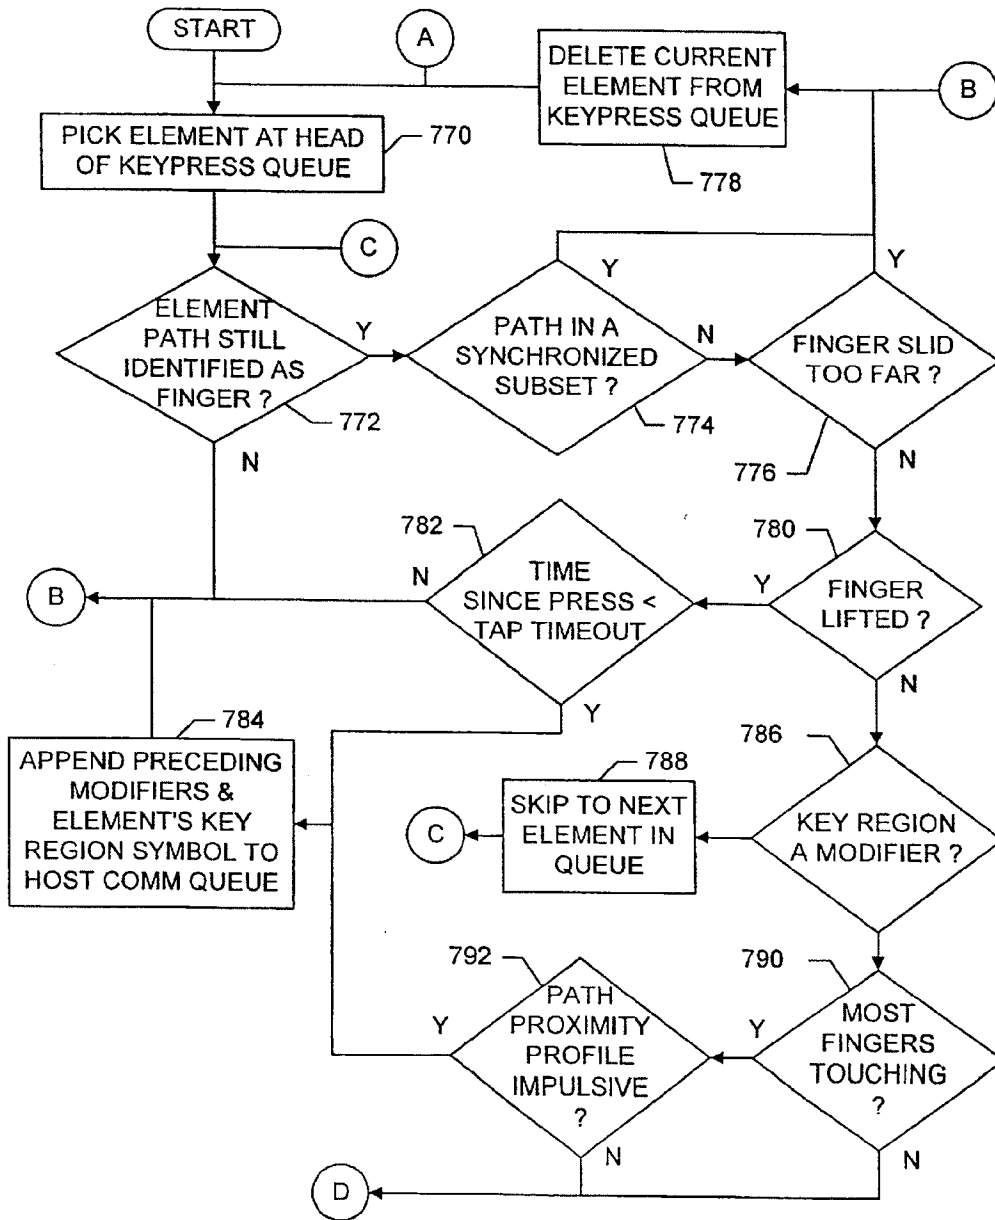 START
A
DELETE CURRENT
ELEMENT FROM
KEYPRESS QUEUE
B
778
PICK ELEMENT AT HEAD
OF KEYPRESS QUEUE
770
C
ELEMENT
PATH STILL
IDENTIFIED AS
FINGER ?
Y
772
N
PATH IN A
SYNCHRONIZED
SUBSET ?
Y
N
774
FINGER SLID
TOO FAR ?
Y
776
N
782
TIME
SINCE PRESS <
TAP TIMEOUT
N
Y
780
FINGER
LIFTED ?
Y
N
B
784
APPEND PRECEDING
MODIFIERS &
ELEMENT'S KEY
REGION SYMBOL TO
HOST COMM QUEUE
C
788
SKIP TO NEXT
ELEMENT IN
QUEUE
786
KEY REGION
A MODIFIER ?
792
PATH
PROXIMITY
PROFILE
IMPULSIVE
?
Y
N
790
MOST
FINGERS
TOUCHING
?
Y
N
D